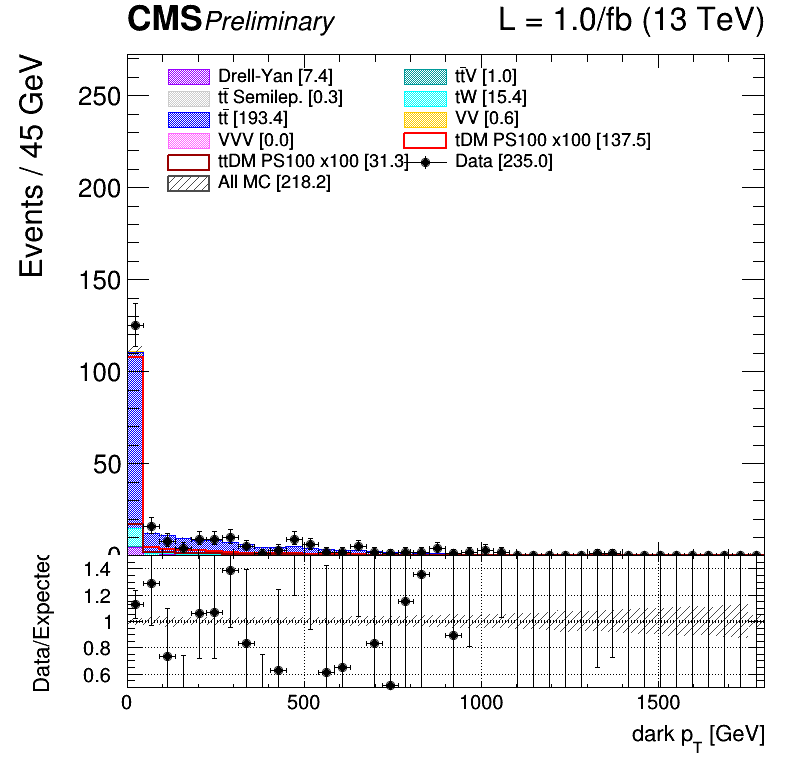 CMS Preliminary L = 1.0/fb (13 TeV)
Events / 45 GeV
250
200
150
100
50
0
Drell-Yan [7.4]
tt̄ Semilep. [0.3]
tt̄ [193.4]
VVV [0.0]
ttDM PS100 x100 [31.3]
All MC [218.2]
tt̄V [1.0]
tW [15.4]
VV [0.6]
tDM PS100 x100 [137.5]
Data [235.0]
Data/Expected
1.4
1.2
1
0.8
0.6
0 500 1000 1500
dark pT [GeV]